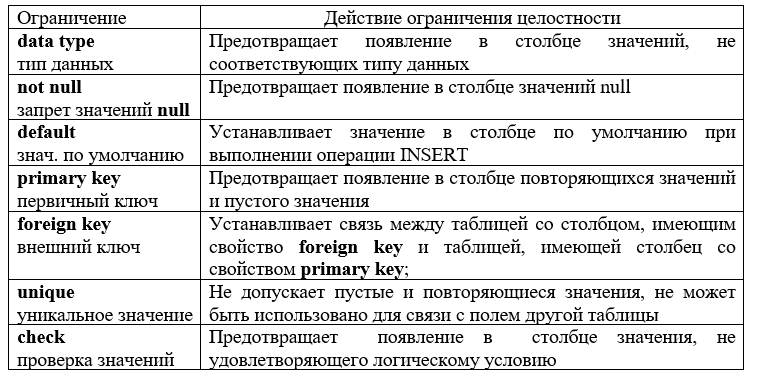 Ограничение
Действие ограничения целостности
data type
тип данных
Предотвращает появление в столбце значений, не
соответствующих типу данных
not null
запрет значений null
Предотвращает появление в столбце значений null
default
знач. по умолчанию
Устанавливает значение в столбце по умолчанию при
выполнении операции INSERT
primary key
первичный ключ
Предотвращает появление в столбце повторяющихся значений
и пустого значения
foreign key
внешний ключ
Устанавливает связь между таблицей со столбцом, имеющим
свойство foreign key и таблицей, имеющей столбец со
свойством primary key;
unique
уникальное значение
Не допускает пустые и повторяющиеся значения, не может
быть использовано для связи с полем другой таблицы
check
проверка значений
Предотвращает появление в столбце значения, не
удовлетворяющего логическому условию